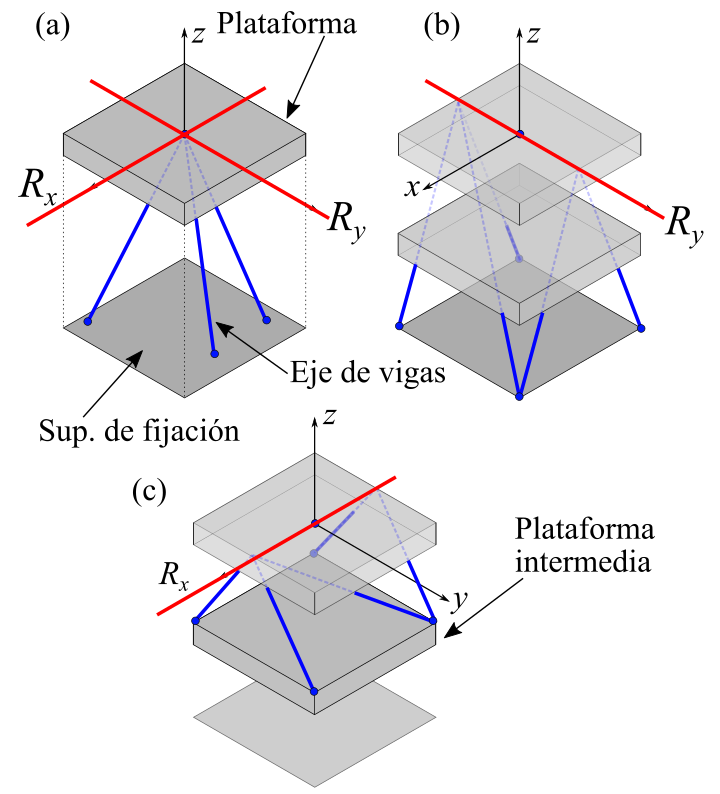 (a)
z
Plataforma
R_x
R_y
Eje de vigas
Sup. de fijación
(b)
z
x
R_y
(c)
z
R_x
y
Plataforma
intermedia